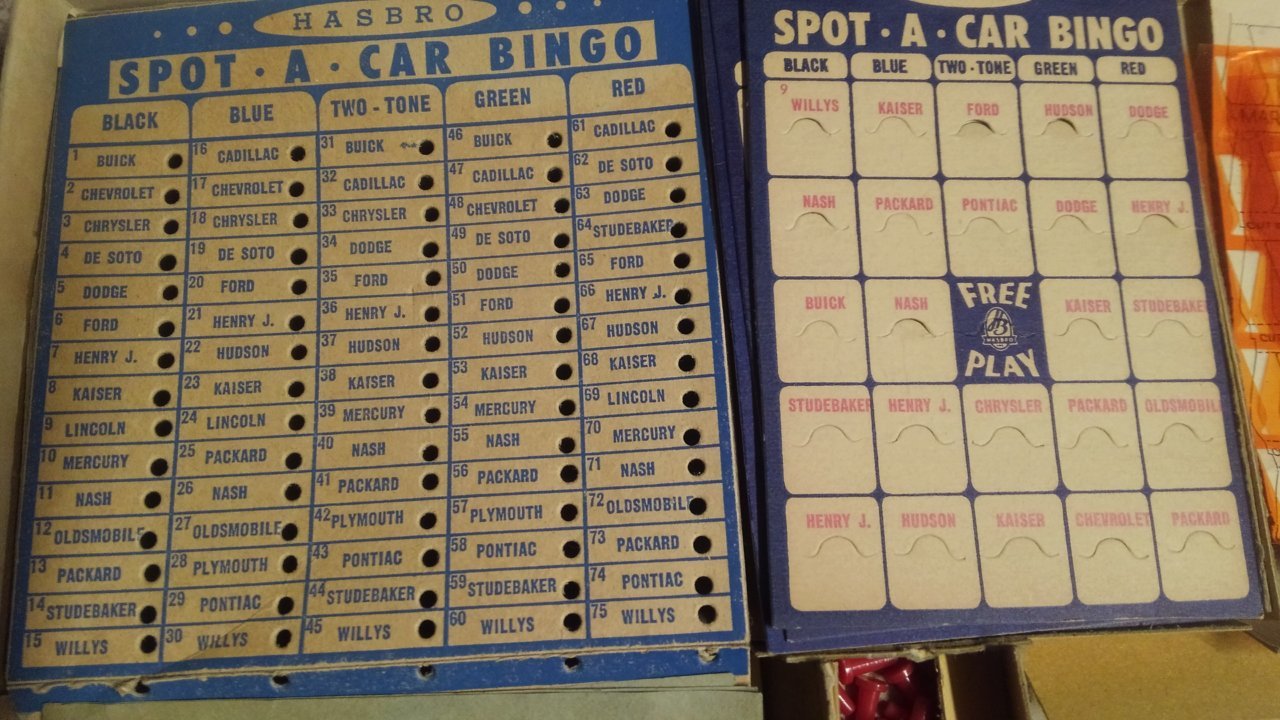 HASBRO
SPOT · A · CAR BINGO
BLACK BLUE TWO-TONE GREEN RED
1 BUICK 16 CADILLAC 31 BUICK 46 BUICK 61 CADILLAC
2 CHEVROLET 17 CHEVROLET 32 CADILLAC 47 CADILLAC 62 DE SOTO
3 CHRYSLER 18 CHRYSLER 33 CHRYSLER 48 CHEVROLET 63 DODGE
4 DE SOTO 19 DE SOTO 34 DODGE 49 DE SOTO 64 STUDEBAKER
5 DODGE 20 FORD 35 FORD 50 DODGE 65 FORD
6 FORD 21 HENRY J. 36 HENRY J. 51 FORD 66 HENRY J.
7 HENRY J. 22 HUDSON 37 HUDSON 52 HUDSON 67 HUDSON
8 KAISER 23 KAISER 38 KAISER 53 KAISER 68 KAISER
9 LINCOLN 24 LINCOLN 39 MERCURY 54 MERCURY 69 LINCOLN
10 MERCURY 25 PACKARD 40 NASH 55 NASH 70 MERCURY
11 NASH 26 NASH 41 PACKARD 56 PACKARD 71 NASH
12 OLDSMOBILE 27 OLDSMOBILE 42 PLYMOUTH 57 PLYMOUTH 72 OLDSMOBILE
13 PACKARD 28 PLYMOUTH 43 PONTIAC 58 PONTIAC 73 PACKARD
14 STUDEBAKER 29 PONTIAC 44 STUDEBAKER 59 STUDEBAKER 74 PONTIAC
15 WILLYS 30 WILLYS 45 WILLYS 60 WILLYS 75 WILLYS
SPOT · A · CAR BINGO
BLACK BLUE TWO-TONE GREEN RED
9
WILLYS KAISER FORD HUDSON DODGE
NASH PACKARD PONTIAC DODGE HENRY J.
BUICK NASH FREE KAISER STUDEBAKER
HB
HASBRO
PLAY
STUDEBAKER HENRY J. CHRYSLER PACKARD OLDSMOBIL
HENRY J. HUDSON KAISER CHEVROLET PACKARD